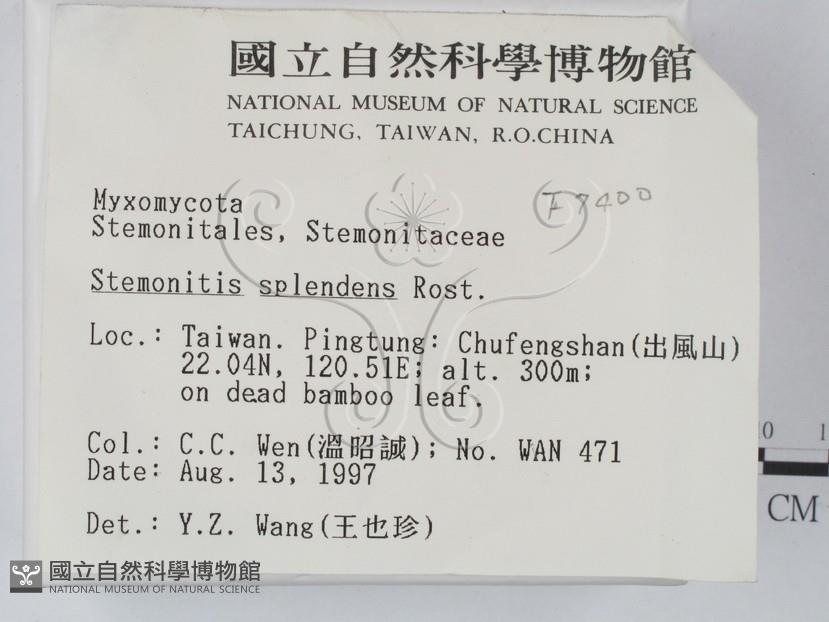 國立自然科學博物館
NATIONAL MUSEUM OF NATURAL SCIENCE
TAICHUNG, TAIWAN, R.O.CHINA
F7400
Myxomycota
Stemonitales, Stemonitaceae
Stemonitis splendens Rost.
Loc.: Taiwan. Pingtung: Chufengshan(出風山)
22.04N, 120.51E; alt. 300m;
on dead bamboo leaf.
Col.: C.C. Wen(溫昭誠); No. WAN 471
Date: Aug. 13, 1997
Det.: Y.Z. Wang(王也珍)
0 1
CM
國立自然科學博物館
NATIONAL MUSEUM OF NATURAL SCIENCE